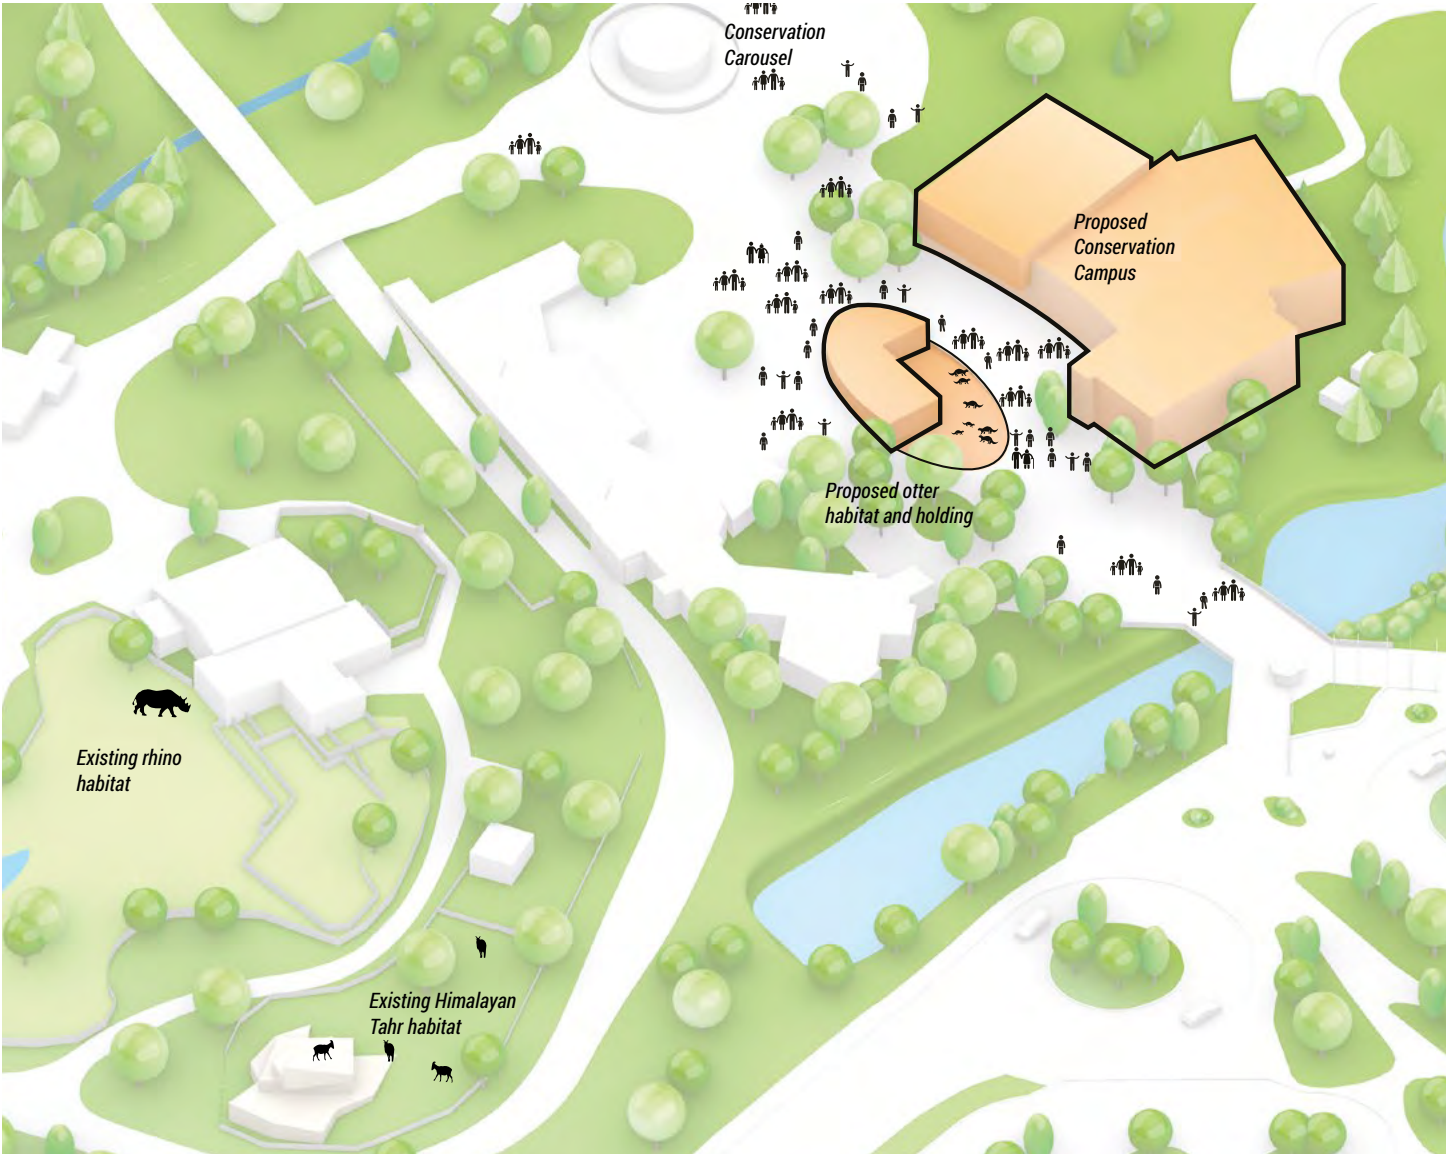 Conservation
Carousel
Proposed
Conservation
Campus
Proposed otter
habitat and holding
Existing rhino
habitat
Existing Himalayan
Tahr habitat